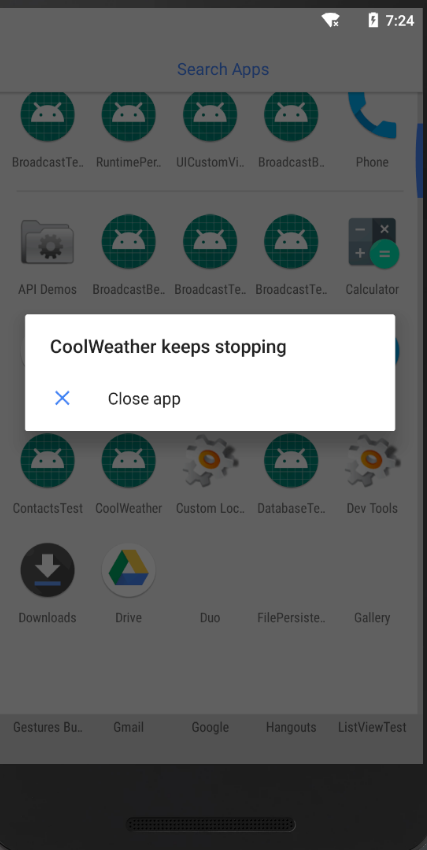 7:24
Search Apps
BroadcastTe.. RuntimePer.. UICustomVi.. BroadcastB.. Phone
API Demos BroadcastBe.. BroadcastTe.. BroadcastTe.. Calculator
CoolWeather keeps stopping
Close app
ContactsTest CoolWeather Custom Loc.. DatabaseTe.. Dev Tools
Downloads Drive Duo FilePersiste.. Gallery
Gestures Bu.. Gmail Google Hangouts ListViewTest